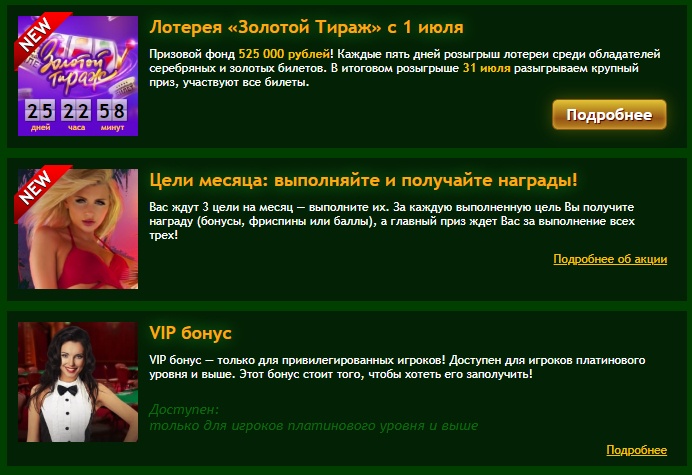 NEW
Золотой
Тираж
25 22 58
дней часа минут
Лотерея «Золотой Тираж» с 1 июля
Призовой фонд 525 000 рублей! Каждые пять дней розыгрыш лотереи среди обладателей
серебряных и золотых билетов. В итоговом розыгрыше 31 июля разыгрываем крупный
приз, участвуют все билеты.
Подробнее
NEW
Цели месяца: выполняйте и получайте награды!
Вас ждут 3 цели на месяц — выполните их. За каждую выполненную цель Вы получите
награду (бонусы, фриспины или баллы), а главный приз ждет Вас за выполнение всех
трех!
Подробнее об акции
VIP бонус
VIP бонус — только для привилегированных игроков! Доступен для игроков платинового
уровня и выше. Этот бонус стоит того, чтобы хотеть его заполучить!
Доступен:
только для игроков платинового уровня и выше
Подробнее